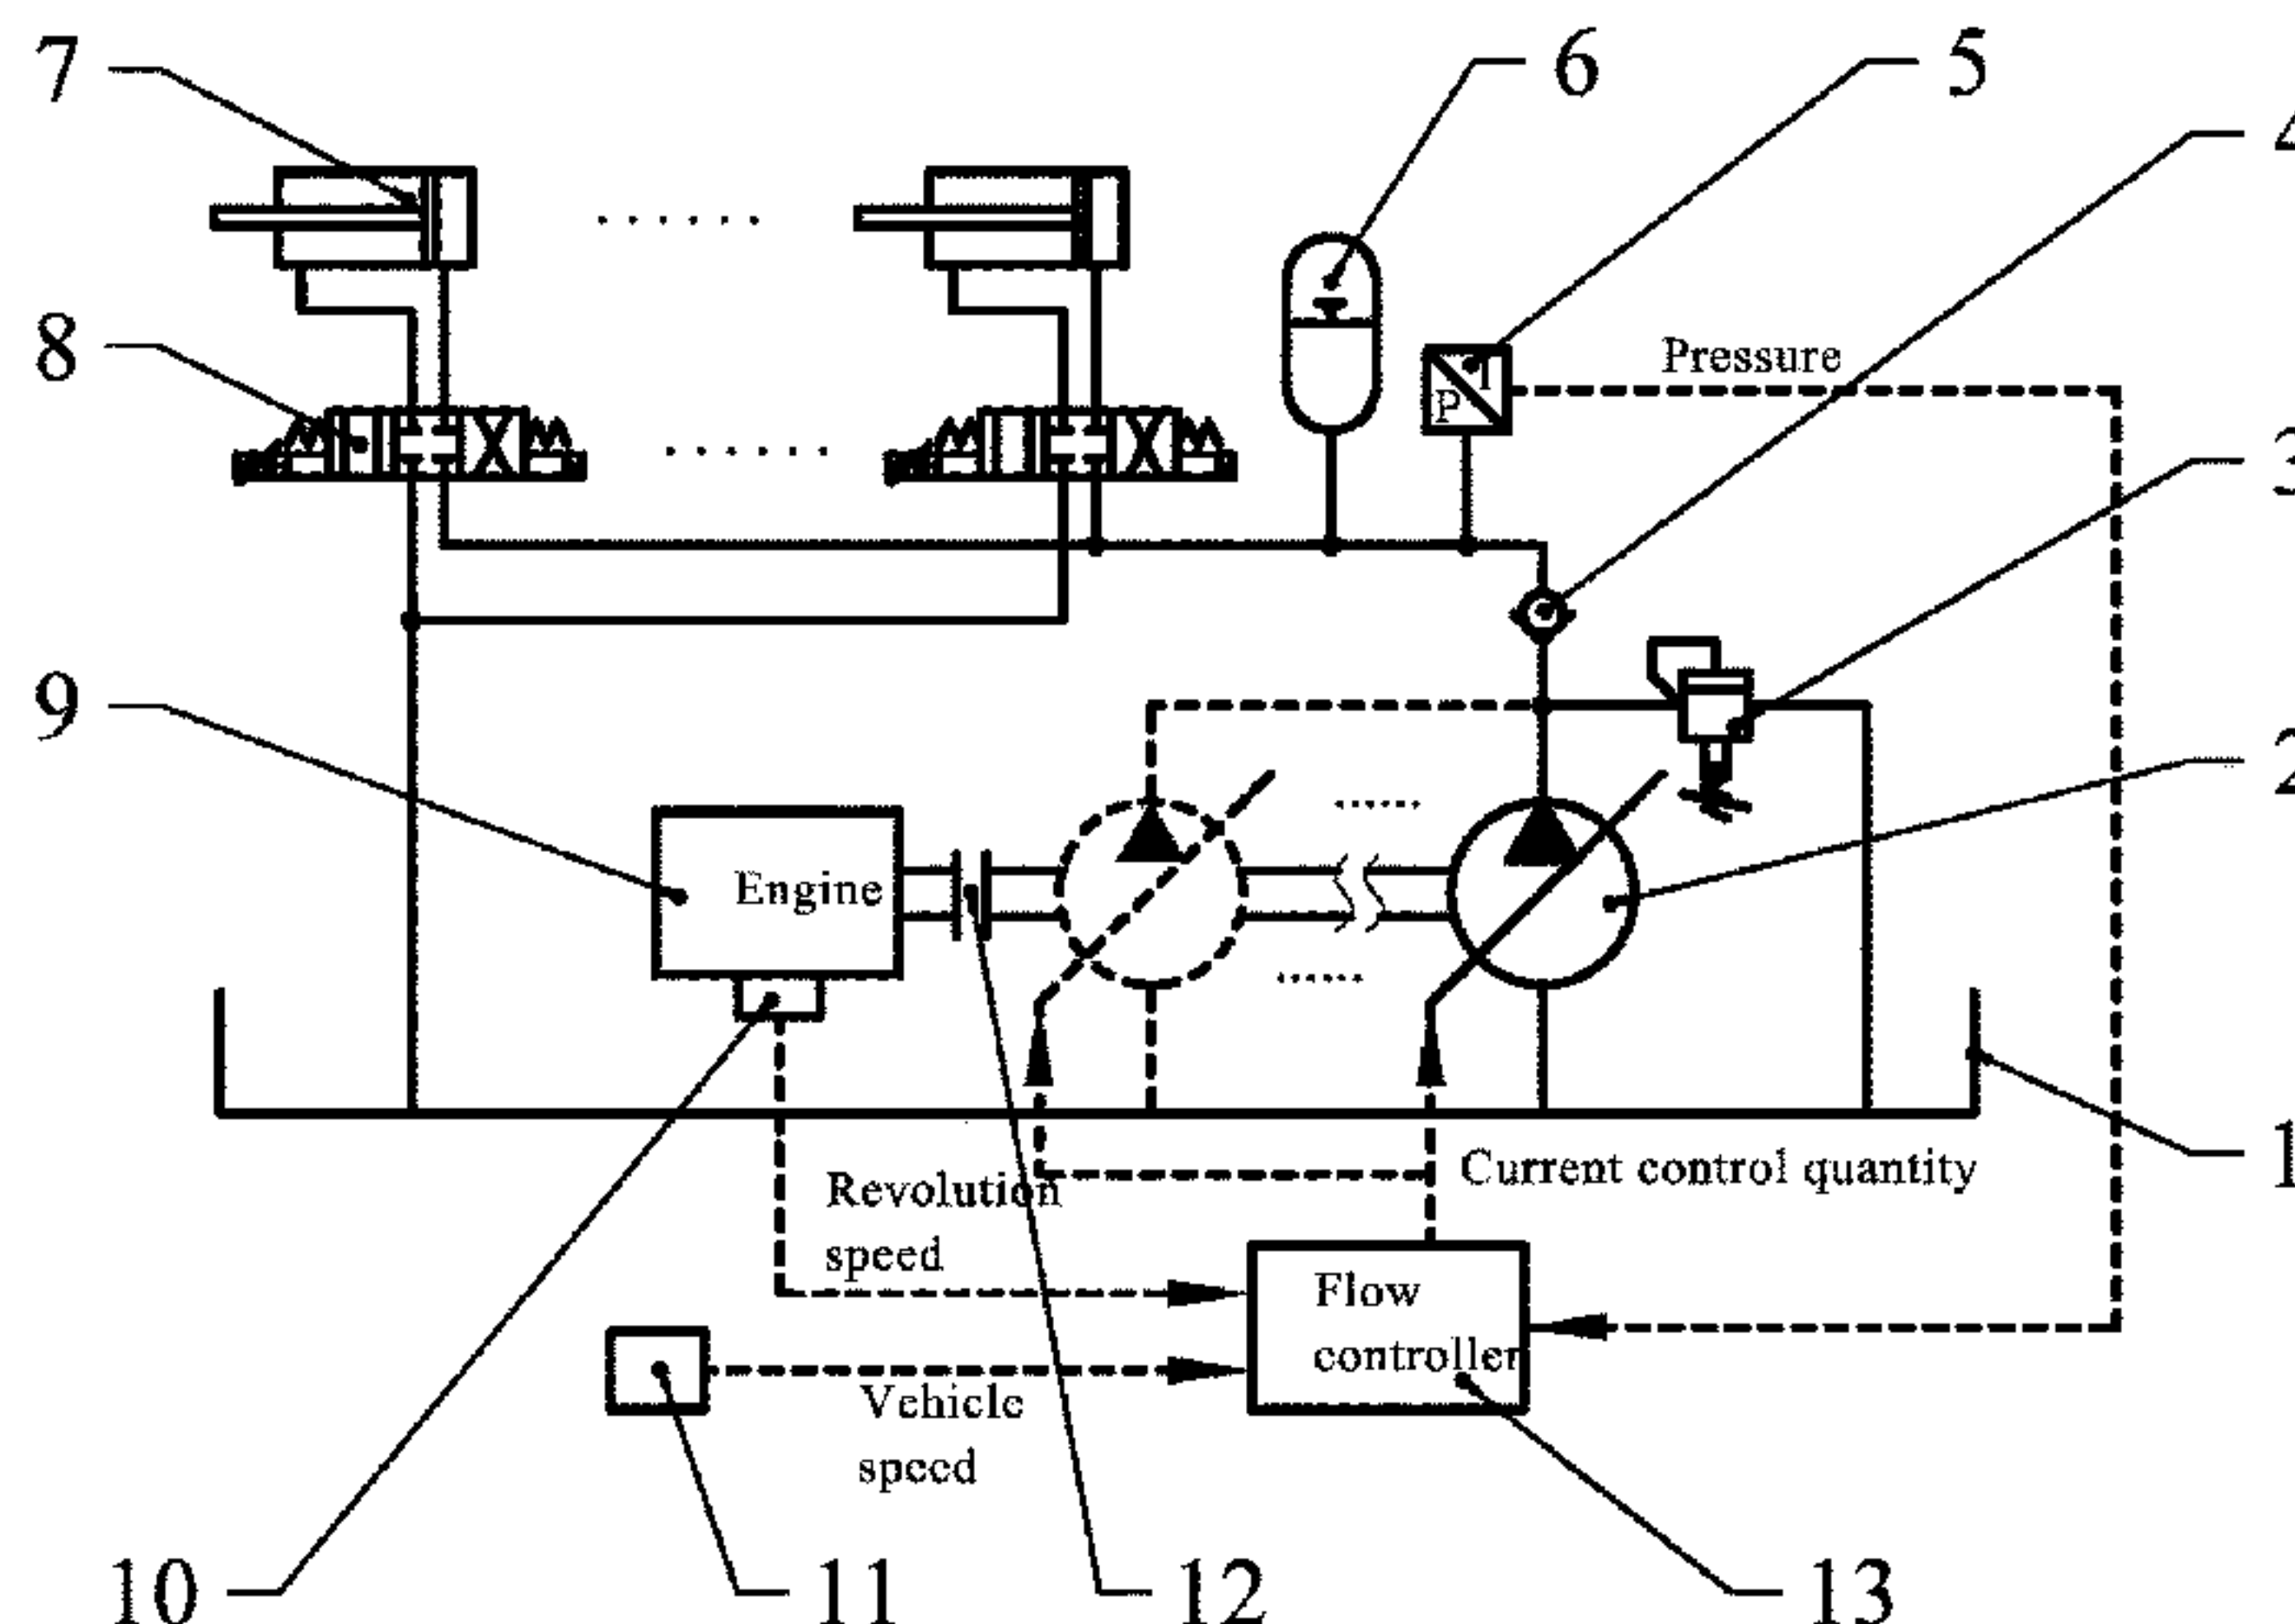 7
6
5
4
8
Pressure
I
P
3
9
2
Engine
1
Current control quantity
Revolution
speed
Flow
controller
Vehicle
speed
10
11
12
13